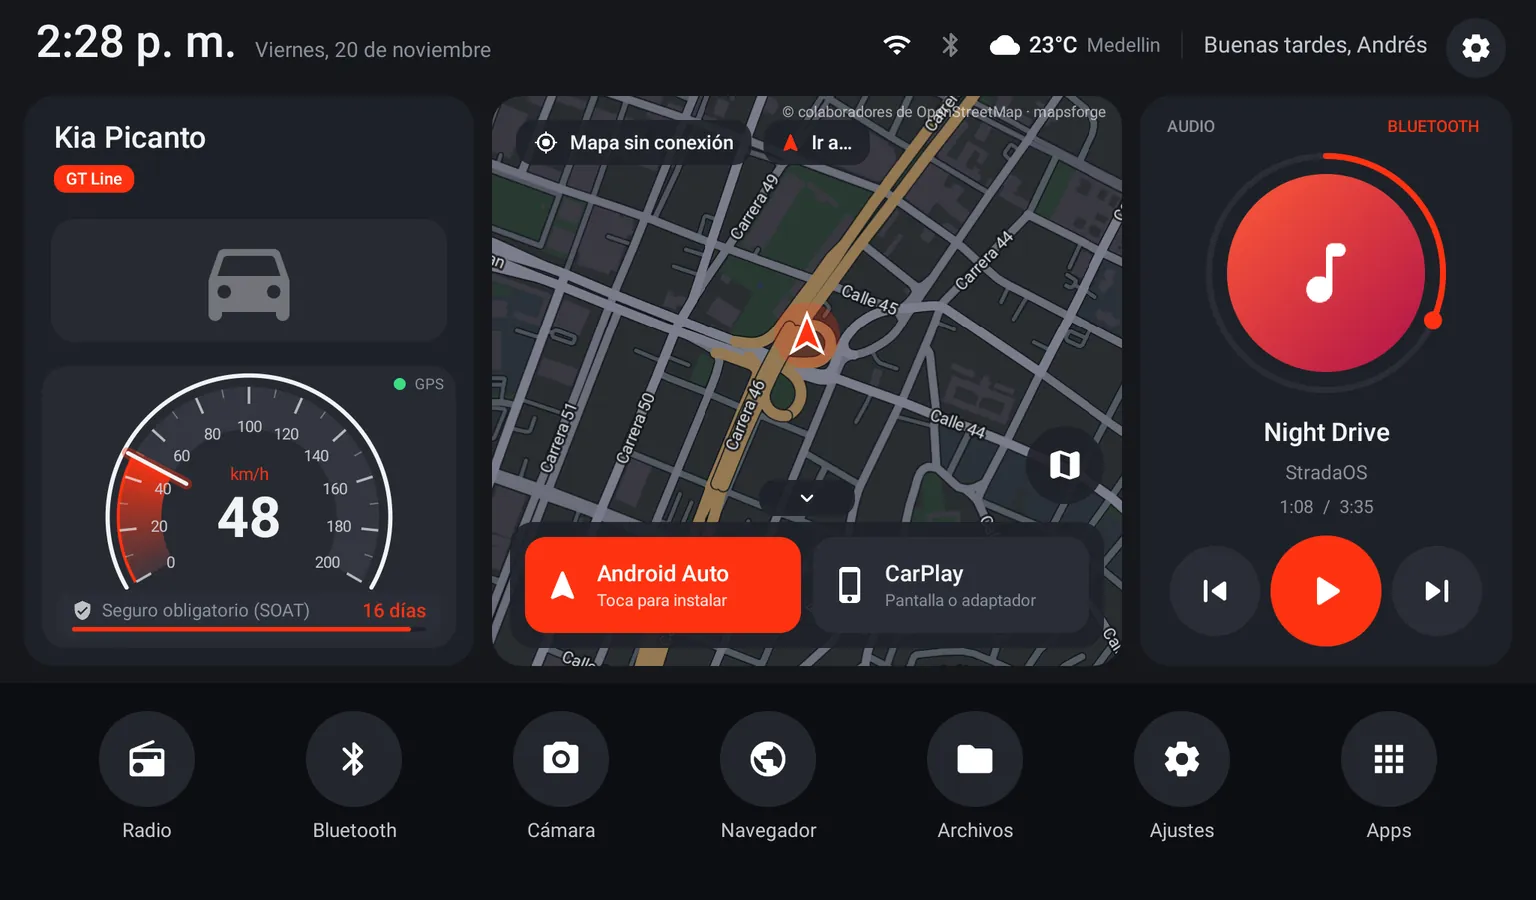 2:28 p. m.
Viernes, 20 de noviembre
23°C Medellin
Buenas tardes, Andrés
Kia Picanto
GT Line
GPS
0
20
40
60
80
100
120
140
160
180
200
km/h
48
Seguro obligatorio (SOAT)
16 días
© colaboradores de OpenStreetMap · mapsforge
Mapa sin conexión
Ir a...
Carrera 49
Carrera 44
Calle 45
Carrera 46
Carrera 50
Carrera 51
Calle 44
Android Auto
Toca para instalar
CarPlay
Pantalla o adaptador
AUDIO
BLUETOOTH
Night Drive
StradaOS
1:08 / 3:35
Radio
Bluetooth
Cámara
Navegador
Archivos
Ajustes
Apps